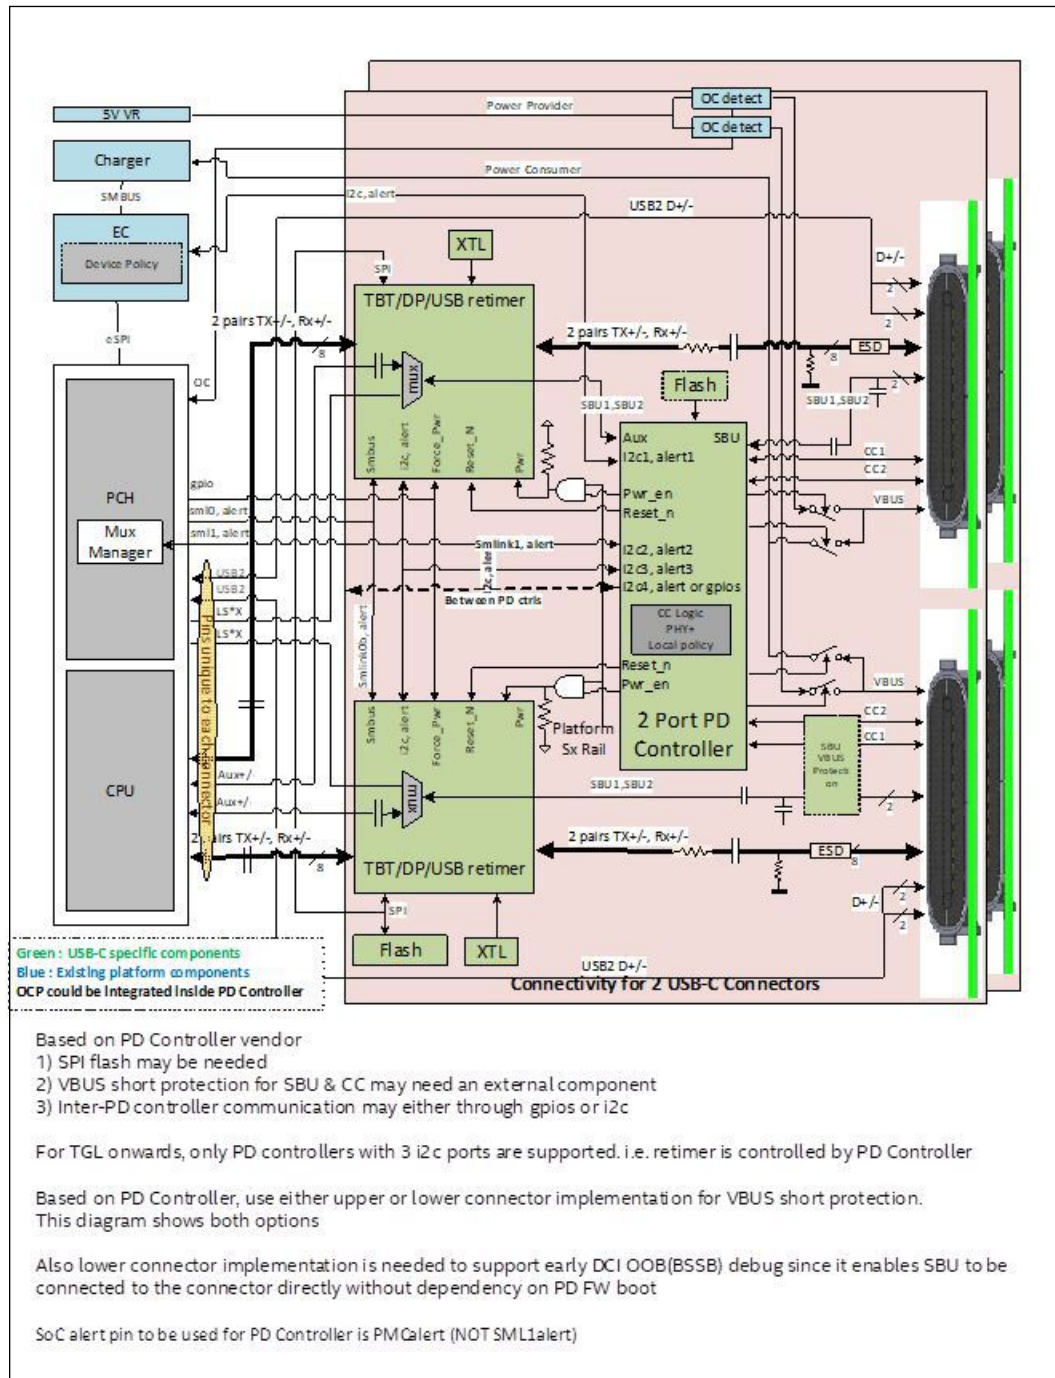 5V VR
Power Provider
OC detect
OC detect
Charger
Power Consumer
SMBUS
I2c, alert
USB2 D+/-
EC
Device Policy
XTL
SPI
D+/-
2
2
eSPI
2 pairs TX+/-, Rx+/-
8
TBT/DP/USB retimer
2 pairs TX+/-, Rx+/-
8
ESD
OC
mux
Flash
SBU1,SBU2
SBU1,SBU2
2
Aux
SBU
I2c1, alert1
CC1
CC2
Smbus
I2c, alert
Force_Pwr
Reset_N
Pwr
PCH
gpio
Pwr_en
VBUS
sml0, alert
Reset_n
Mux
Manager
sml1, alert
Smlink1, alert
I2c2, alert2
I2c, alert
I2c3, alert3
I2c4, alert or gpios
USB2
USB2
Between PD ctrls
LS*X
LS*X
Pins unique to each connector
Smlink0b, alert
CC Logic
PHY+
Local policy
Reset_n
Pwr_en
VBUS
Smbus
I2c, alert
Force_Pwr
Reset_N
Pwr
Platform
Sx Rail
2 Port PD
Controller
CC2
CC1
SBU
VBUS
Protecti
on
CPU
Aux+/
Aux+/
mux
SBU1,SBU2
2
2 pairs TX+/-, Rx+/-
8
TBT/DP/USB retimer
2 pairs TX+/-, Rx+/-
ESD
8
SPI
D+/-
2
2
Flash
XTL
USB2 D+/-
Green : USB-C specific components
Blue : Existing platform components
OCP could be integrated inside PD Controller
Connectivity for 2 USB-C Connectors
Based on PD Controller vendor
1) SPI flash may be needed
2) VBUS short protection for SBU & CC may need an external component
3) Inter-PD controller communication may either through gpios or i2c
For TGL onwards, only PD controllers with 3 i2c ports are supported. i.e. retimer is controlled by PD Controller
Based on PD Controller, use either upper or lower connector implementation for VBUS short protection.
This diagram shows both options
Also lower connector implementation is needed to support early DCI OOB(BSSB) debug since it enables SBU to be
connected to the connector directly without dependency on PD FW boot
SoC alert pin to be used for PD Controller is PMCalert (NOT SML1alert)